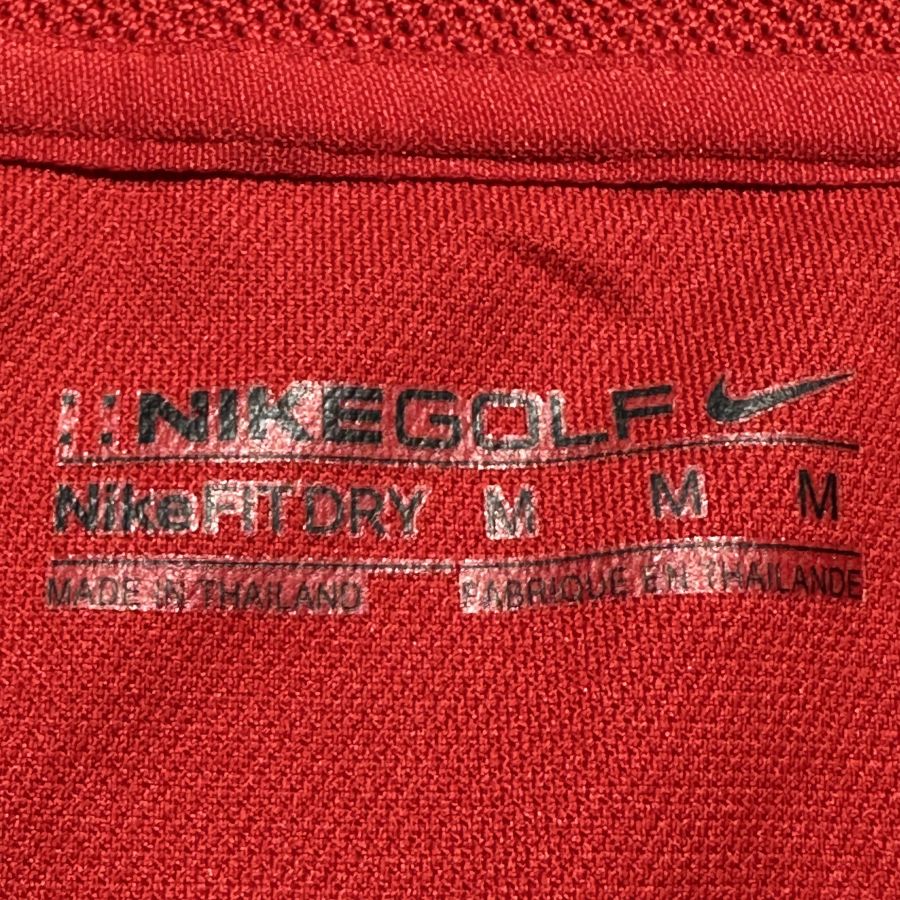 NIKEGOLF
NikeFIT DRY M M M
MADE IN THAILAND FABRIQUE EN THAILANDE